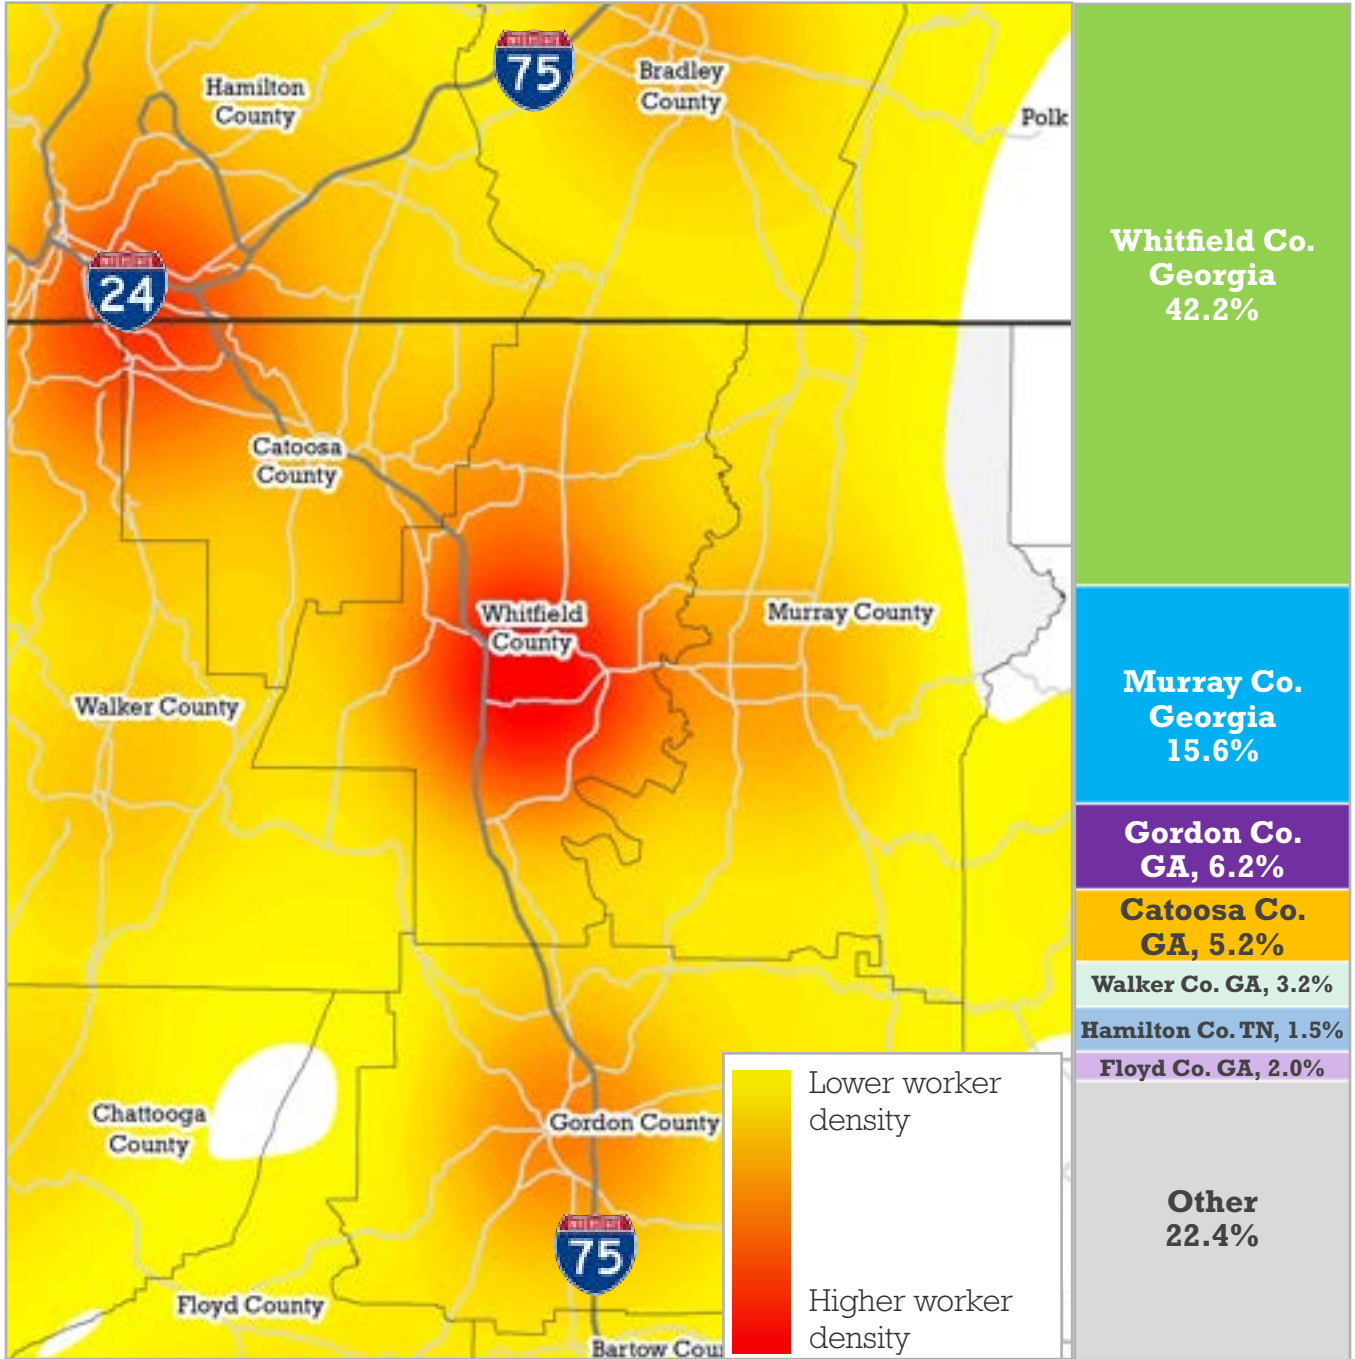 Hamilton
County
75
Bradley
County
Polk
24
Catoosa
County
Whitfield
County
Murray County
Walker County
Chattooga
County
Gordon County
75
Floyd County
Bartow Cour
Lower worker
density
Higher worker
density
Whitfield Co.
Georgia
42.2%
Murray Co.
Georgia
15.6%
Gordon Co.
GA, 6.2%
Catoosa Co.
GA, 5.2%
Walker Co. GA, 3.2%
Hamilton Co. TN, 1.5%
Floyd Co. GA, 2.0%
Other
22.4%